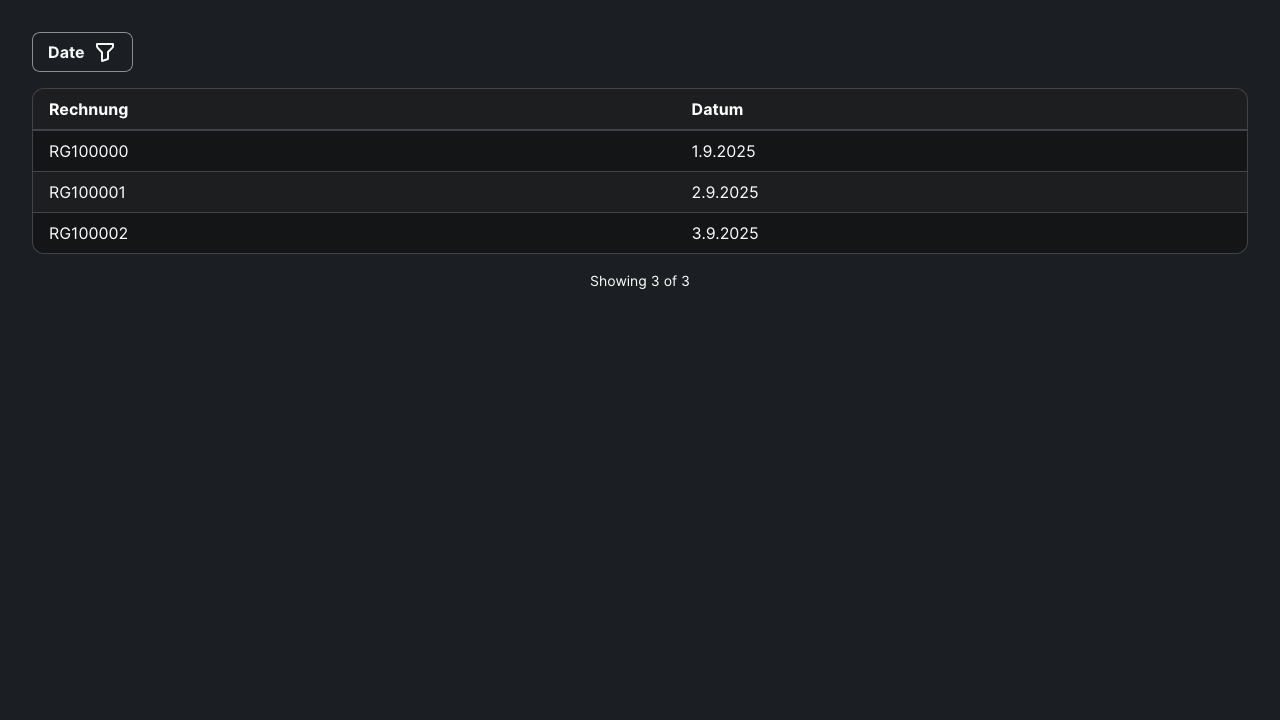 Date
Rechnung Datum
RG100000 1.9.2025
RG100001 2.9.2025
RG100002 3.9.2025
Showing 3 of 3